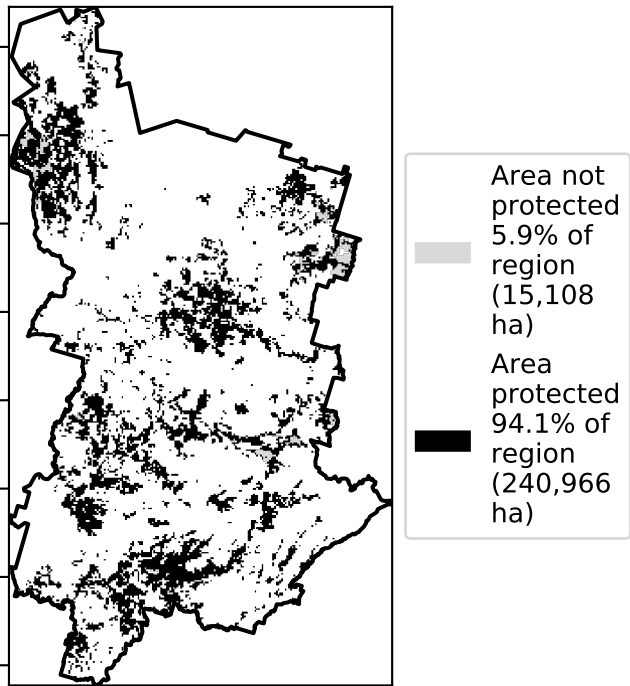 Area not
protected
5.9% of
region
(15,108
ha)
Area
protected
94.1% of
region
(240,966
ha)